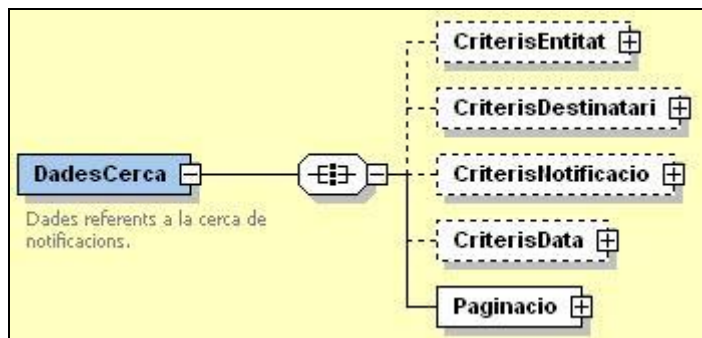 CriterisEntitat
CriterisDestinatari
DadesCerca
CriterisNotificacio
Dades referents a la cerca de
notificacions.
CriterisData
Paginacio